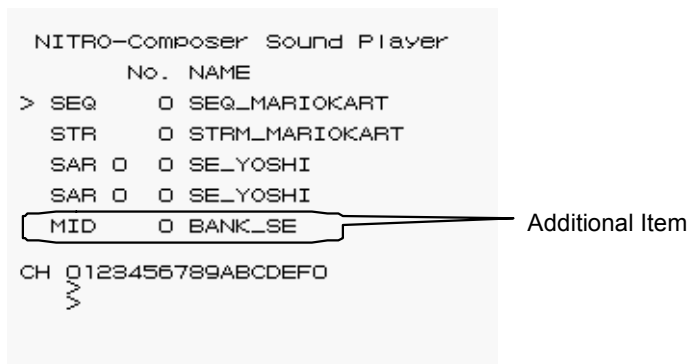 NITRO-Composer Sound Player
No. NAME
> SEQ 0 SEQ_MARIOKART
STR 0 STRM_MARIOKART
SAR 0 0 SE_YOSHI
SAR 0 0 SE_YOSHI
MID 0 BANK_SE
Additional Item
CH 0123456789ABCDEF0
>
>